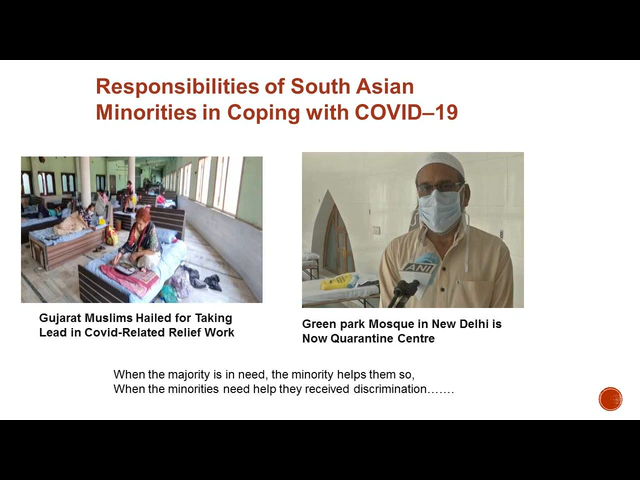 Responsibilities of South Asian
Minorities in Coping with COVID–19
ANI
Gujarat Muslims Hailed for Taking
Lead in Covid-Related Relief Work
Green park Mosque in New Delhi is
Now Quarantine Centre
When the majority is in need, the minority helps them so,
When the minorities need help they received discrimination…….